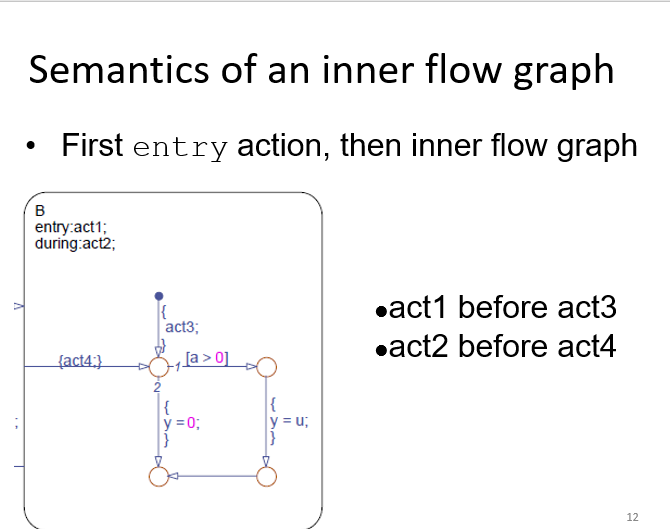 Semantics of an inner flow graph
• First entry action, then inner flow graph
B
entry:act1;
during:act2;
{
act3;
}
{act4;}
1
[a > 0]
2
{
y = 0;
}
{
y = u;
}
;
●act1 before act3
●act2 before act4
12